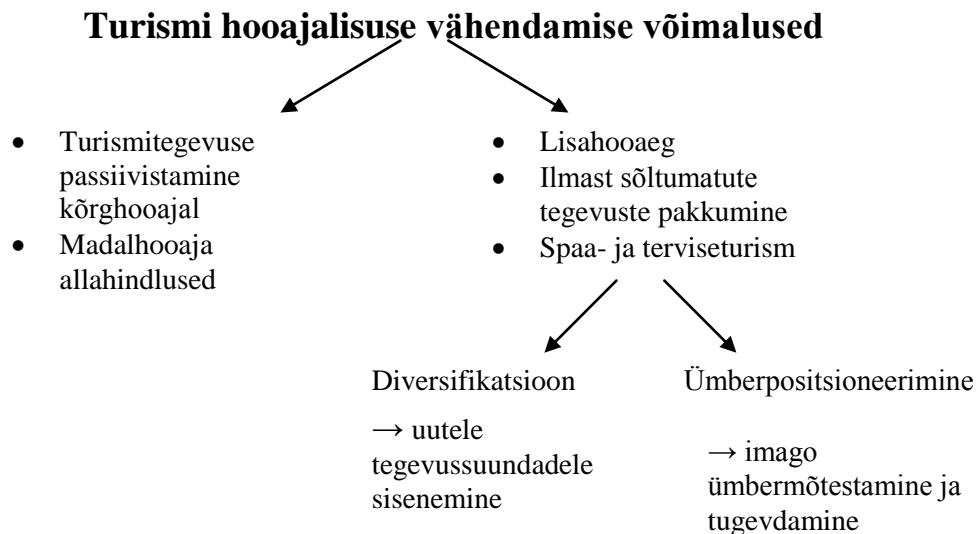 Turismi hooajalisuse vähendamise võimalused
• Turismitegevuse
passiivistamine
kõrghooajal
• Madalhooaja
allahindlused
• Lisahooaeg
• Ilmast sõltumatute
tegevuste pakkumine
• Spaa- ja terviseturism
Diversifikatsioon
→ uutele
tegevussuundadele
sisenemine
Ümberpositsioneerimine
→ imago
ümbermõtestamine ja
tugevdamine